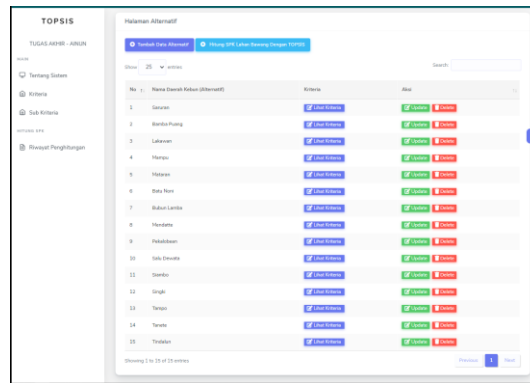 TOPSIS
TUGAS AKHIR - AINUN
MAIN
Tentang Sistem
Kriteria
Sub Kriteria
HITUNG SPK
Riwayat Penghitungan
Halaman Alternatif
Tambah Data Alternatif
Hitung SPK Lahan Bawang Dengan TOPSIS
Show 25 entries
Search:
No Nama Daerah Kebun (Alternatif) Kriteria Aksi
1 Saruran Lihat Kriteria Update Delete
2 Bamba Puang Lihat Kriteria Update Delete
3 Lakawan Lihat Kriteria Update Delete
4 Mampu Lihat Kriteria Update Delete
5 Mataran Lihat Kriteria Update Delete
6 Batu Noni Lihat Kriteria Update Delete
7 Bubun Lamba Lihat Kriteria Update Delete
8 Mandatte Lihat Kriteria Update Delete
9 Pekalobean Lihat Kriteria Update Delete
10 Salu Dewata Lihat Kriteria Update Delete
11 Siambo Lihat Kriteria Update Delete
12 Singki Lihat Kriteria Update Delete
13 Tampo Lihat Kriteria Update Delete
14 Tanete Lihat Kriteria Update Delete
15 Tindalun Lihat Kriteria Update Delete
Showing 1 to 15 of 15 entries
Previous 1 Next